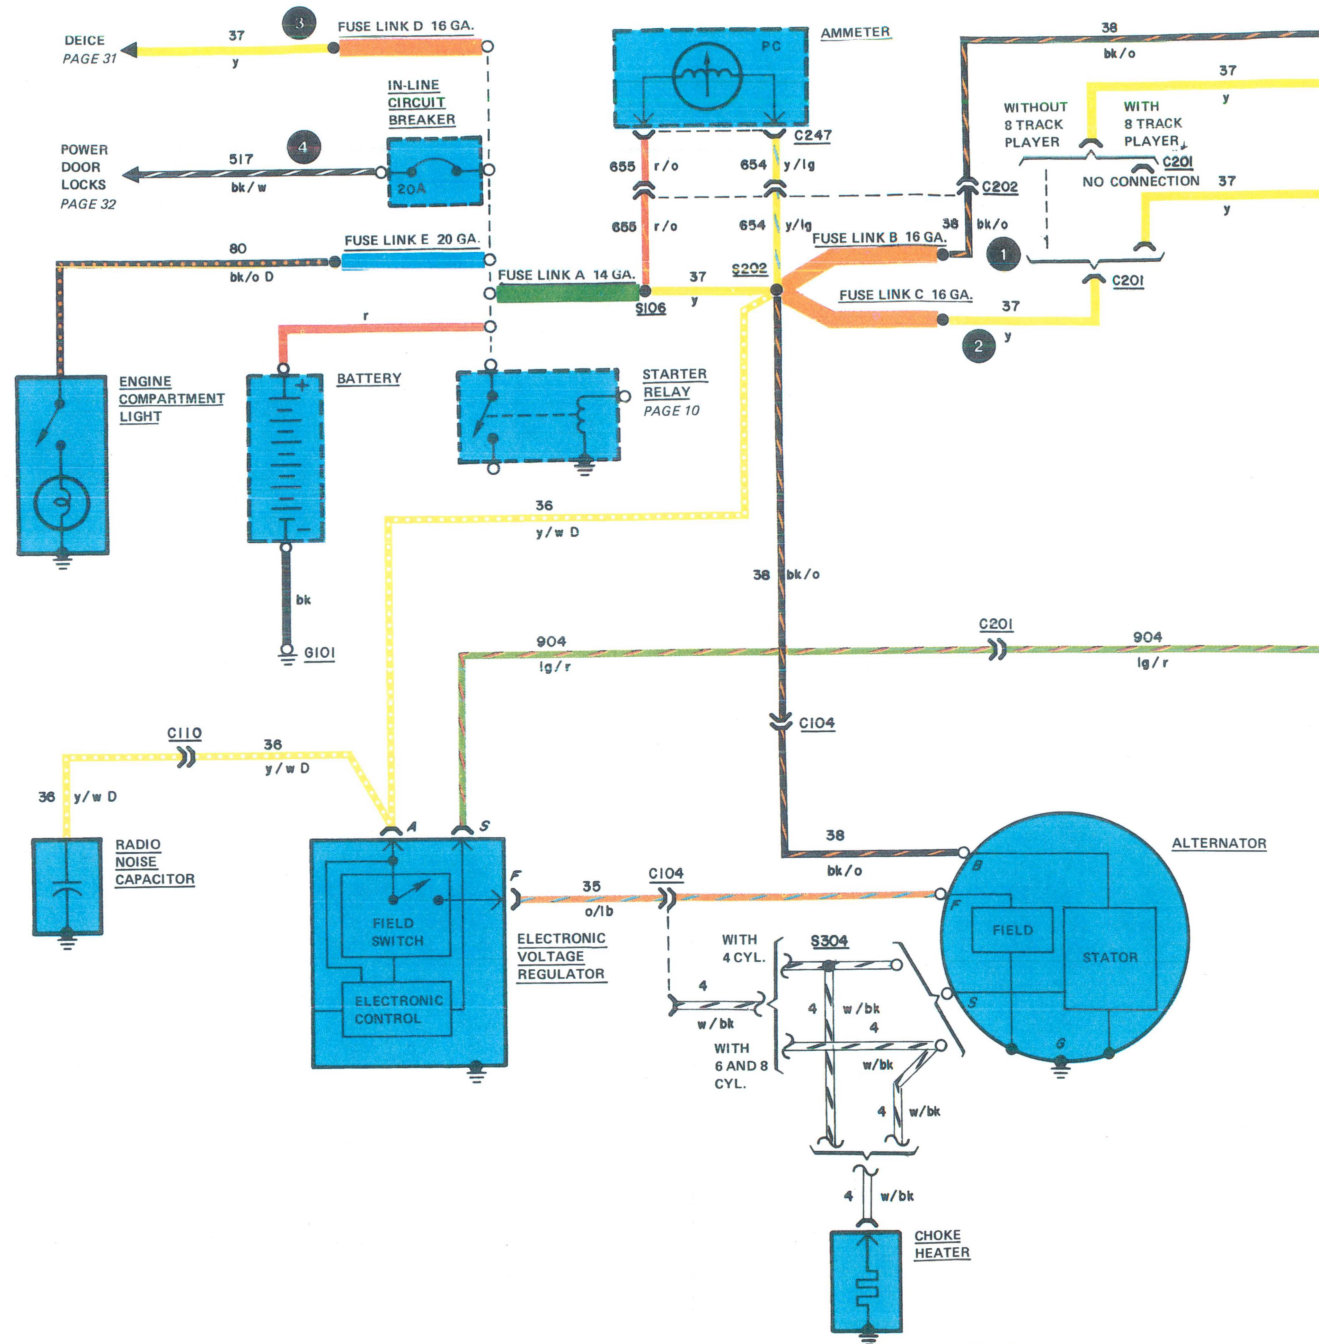 DEICE
PAGE 31
37
y
3
FUSE LINK D 16 GA.
IN-LINE
CIRCUIT
BREAKER
20A
POWER
DOOR
LOCKS
PAGE 32
517
bk/w
4
80
bk/o D
FUSE LINK E 20 GA.
FUSE LINK A 14 GA.
AMMETER
PC
C247
655
r/o
654
y/lg
655
r/o
654
y/lg
S106
37
y
S202
FUSE LINK B 16 GA.
FUSE LINK C 16 GA.
38
bk/o
C202
38
bk/o
1
37
y
2
37
y
WITHOUT
8 TRACK
PLAYER
WITH
8 TRACK
PLAYER
C201
NO CONNECTION
37
y
C201
r
ENGINE
COMPARTMENT
LIGHT
BATTERY
+
−
STARTER
RELAY
PAGE 10
bk
G101
36
y/w D
38
bk/o
904
lg/r
C201
904
lg/r
C104
C110
36
y/w D
36
y/w D
RADIO
NOISE
CAPACITOR
A
S
F
FIELD
SWITCH
ELECTRONIC
CONTROL
ELECTRONIC
VOLTAGE
REGULATOR
38
bk/o
35
o/lb
C104
ALTERNATOR
B
F
FIELD
STATOR
S
G
WITH
4 CYL.
S304
4
w/bk
4
w/bk
WITH
6 AND 8
CYL.
4
w/bk
4
w/bk
4
w/bk
CHOKE
HEATER